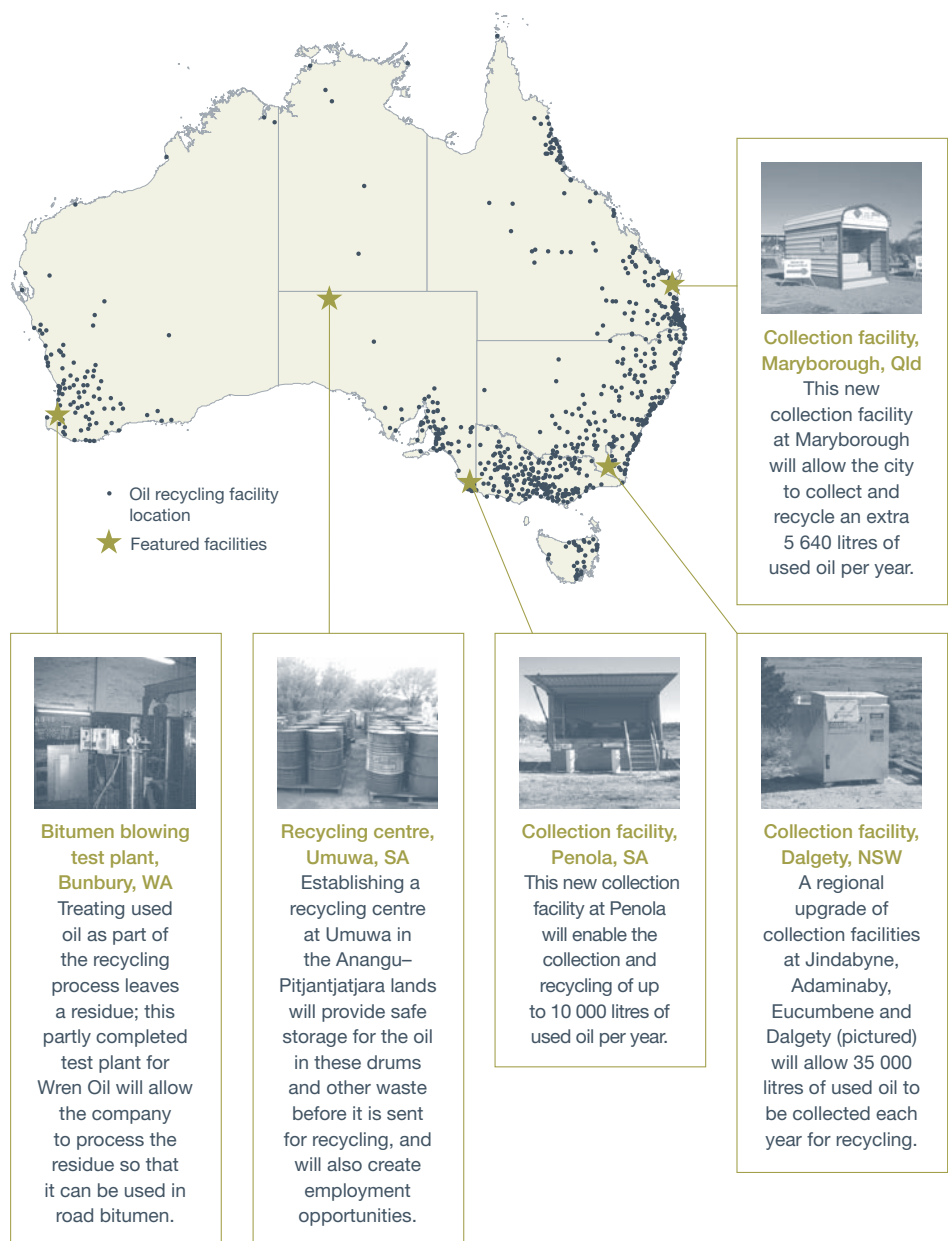 Oil recycling facility
location
Featured facilities
Collection facility,
Maryborough, Qld
This new
collection facility
at Maryborough
will allow the city
to collect and
recycle an extra
5 640 litres of
used oil per year.
Bitumen blowing
test plant,
Bunbury, WA
Treating used
oil as part of
the recycling
process leaves
a residue; this
partly completed
test plant for
Wren Oil will allow
the company
to process the
residue so that
it can be used in
road bitumen.
Recycling centre,
Umuwa, SA
Establishing a
recycling centre
at Umuwa in
the Anangu–
Pitjantjatjara lands
will provide safe
storage for the oil
in these drums
and other waste
before it is sent
for recycling, and
will also create
employment
opportunities.
Collection facility,
Penola, SA
This new collection
facility at Penola
will enable the
collection and
recycling of up
to 10 000 litres of
used oil per year.
Collection facility,
Dalgety, NSW
A regional
upgrade of
collection facilities
at Jindabyne,
Adaminaby,
Eucumbene and
Dalgety (pictured)
will allow 35 000
litres of used oil to
be collected each
year for recycling.